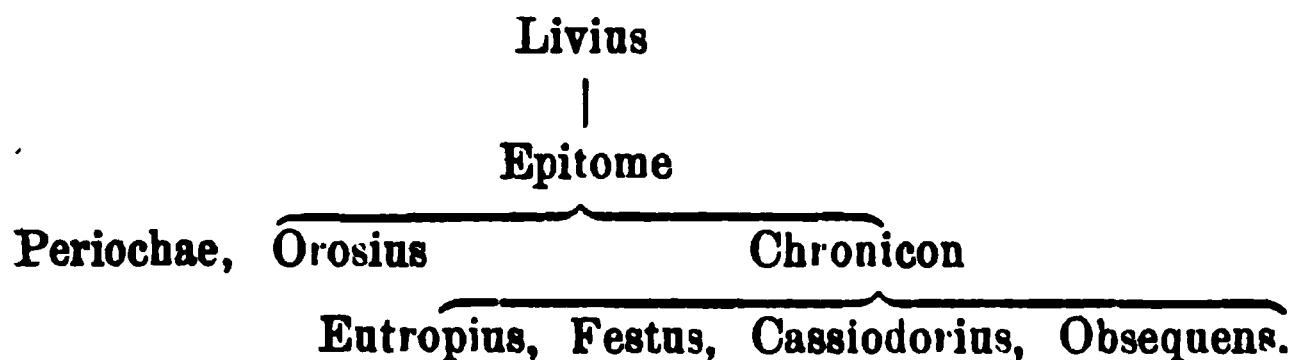 Livius
Epitome
Periochae, Orosius Chronicon
Eutropius, Festus, Cassiodorius, Obsequens.